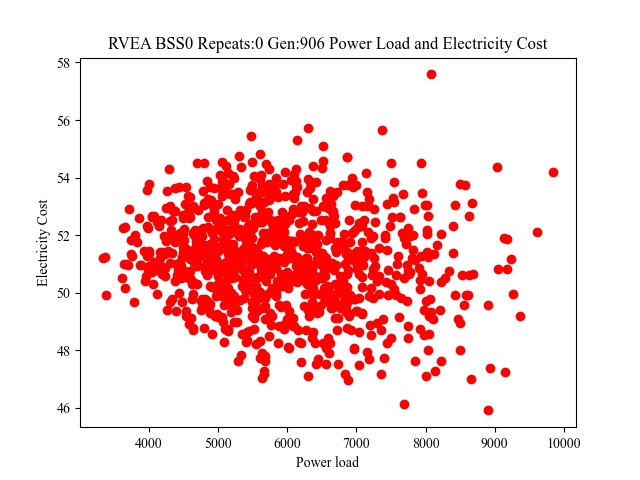 RVEA BSS0 Repeats:0 Gen:906 Power Load and Electricity Cost
58
56
54
52
50
48
46
Electricity Cost
4000 5000 6000 7000 8000 9000 10000
Power load